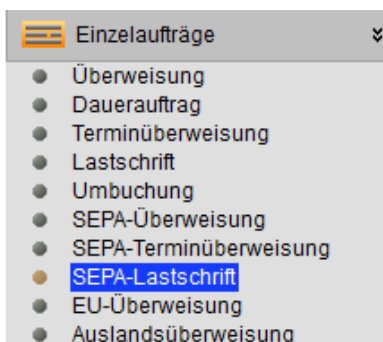 Einzelaufträge
Überweisung
Dauerauftrag
Terminüberweisung
Lastschrift
Umbuchung
SEPA-Überweisung
SEPA-Terminüberweisung
SEPA-Lastschrift
EU-Überweisung
Auslandsüberweisung